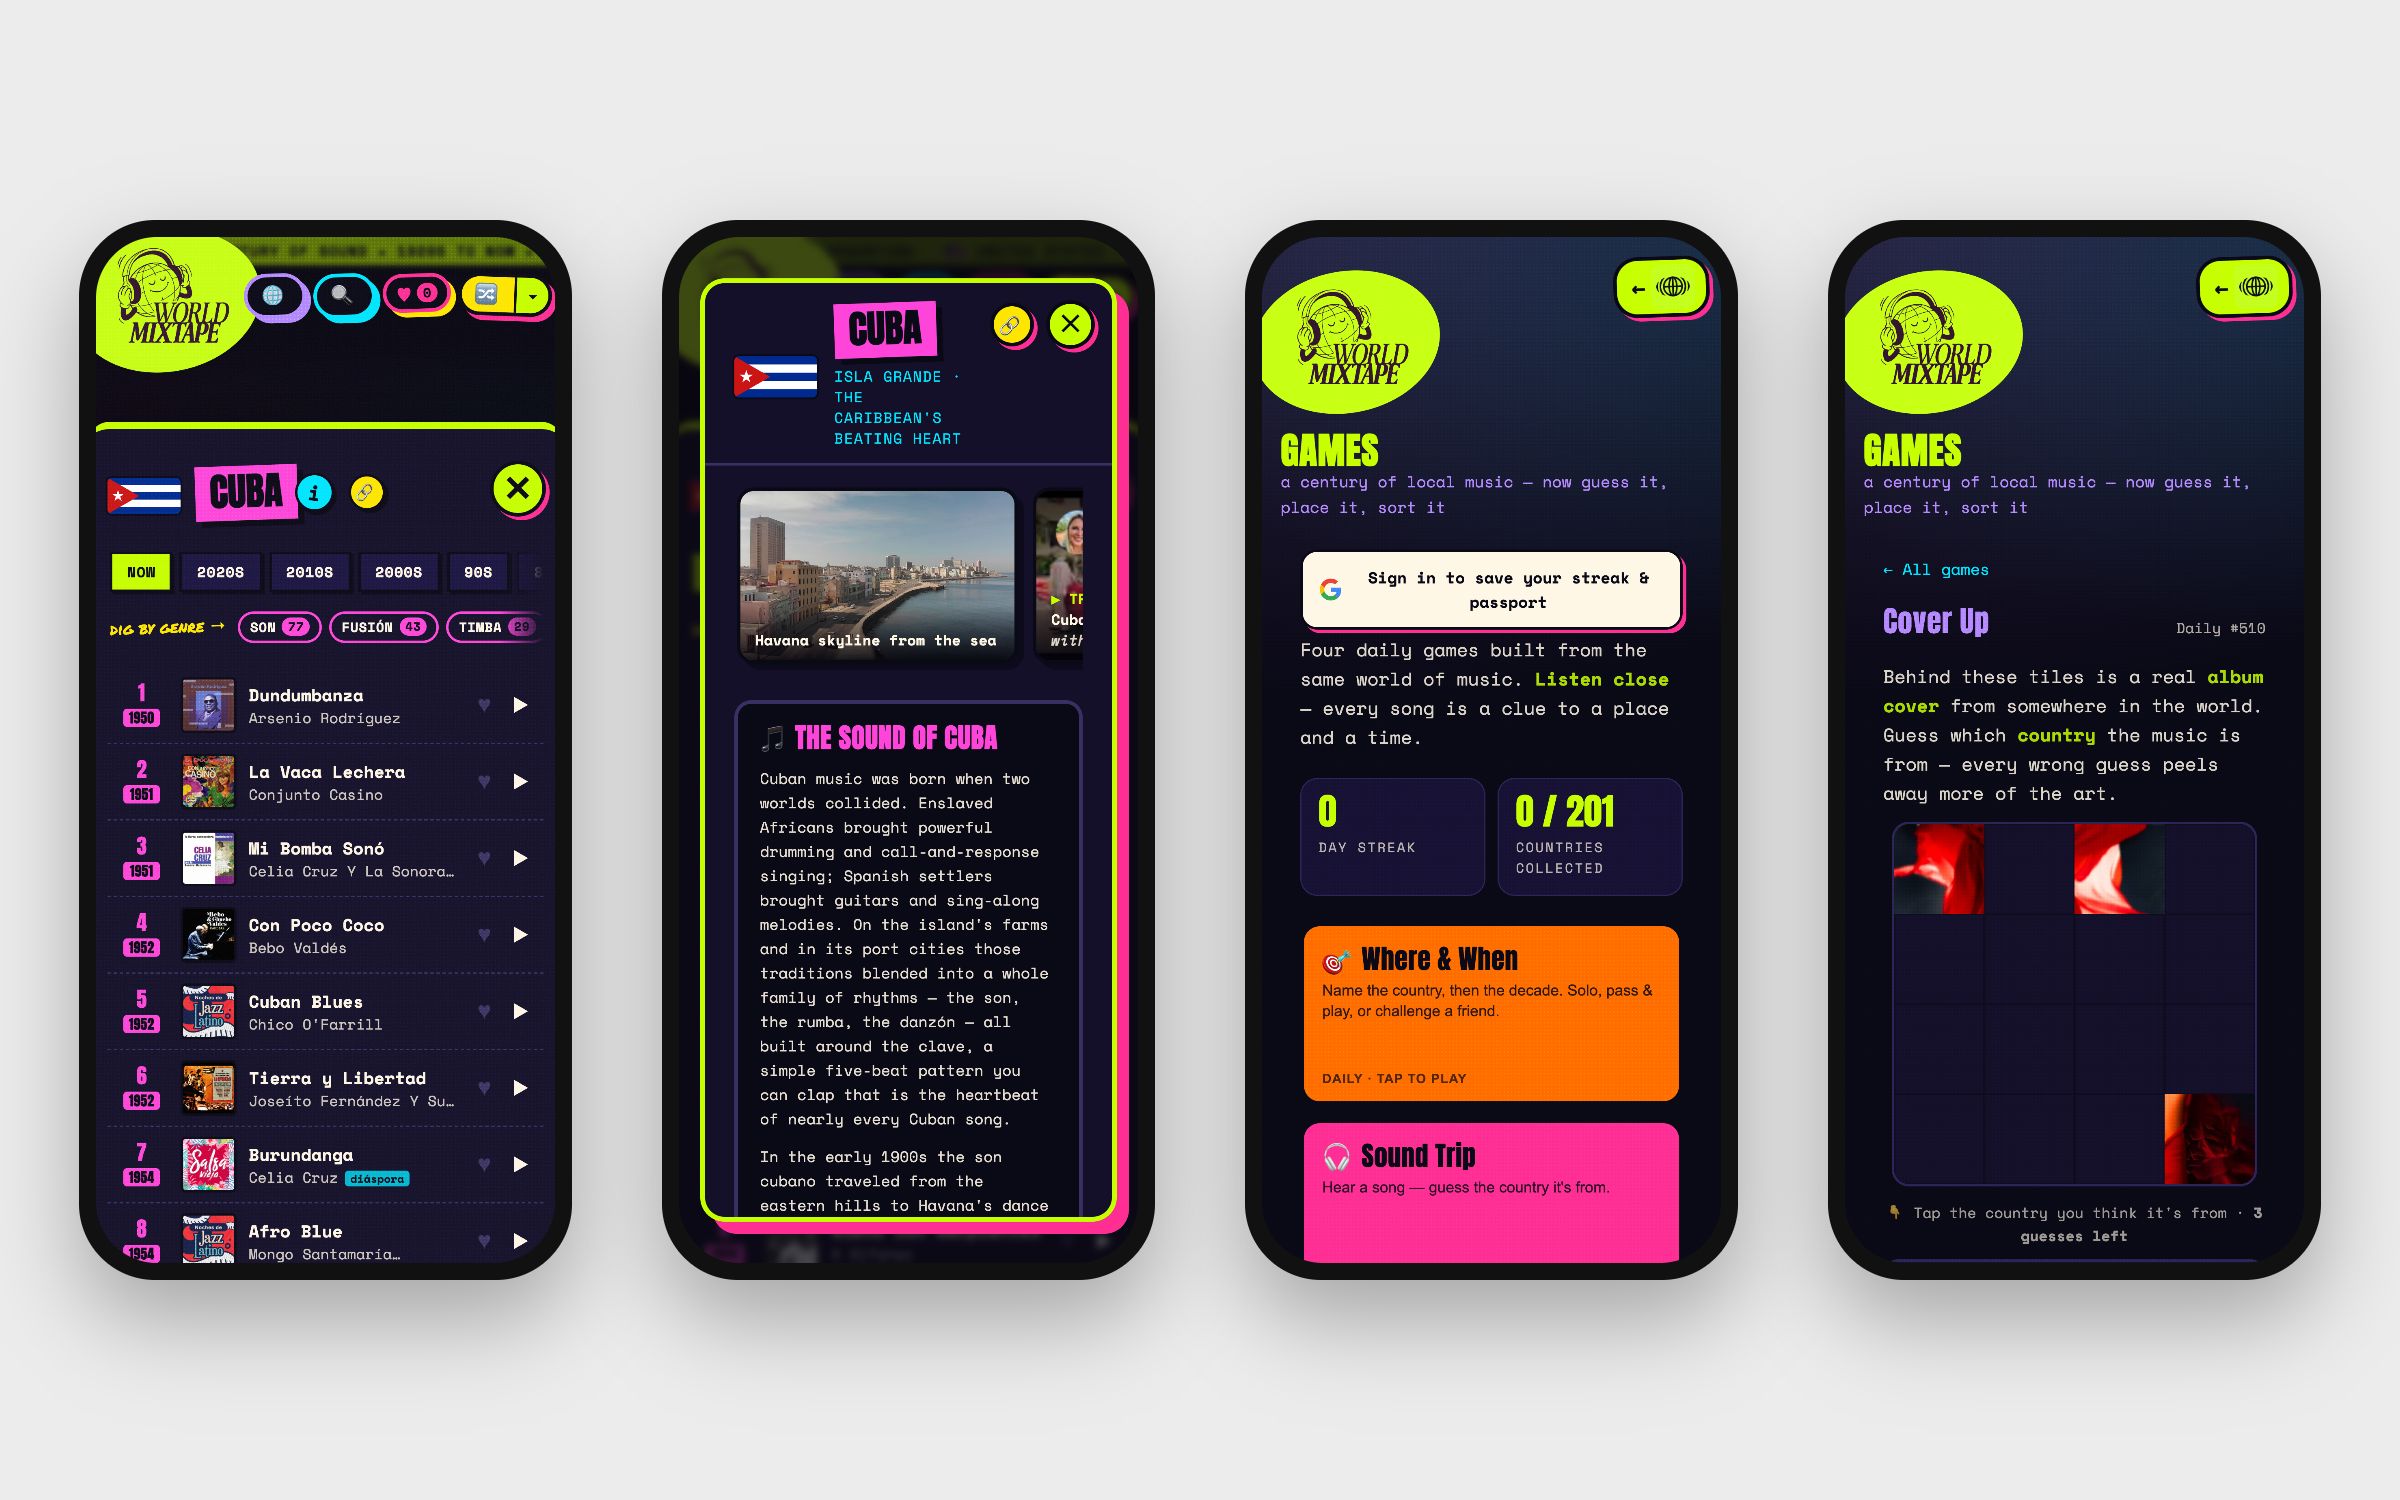 WORLD
MIXTAPE
0
CUBA
i
NOW
2020S
2010S
2000S
90S
DIG BY GENRE →
SON 77
FUSIÓN 43
TIMBA 29
1
1950
Dundumbanza
Arsenio Rodríguez
2
1951
La Vaca Lechera
Conjunto Casino
3
1951
Mi Bomba Sonó
Celia Cruz Y La Sonora…
4
1952
Con Poco Coco
Bebo Valdés
5
1952
Cuban Blues
Chico O'Farrill
6
1952
Tierra y Libertad
Joseíto Fernández Y Su…
7
1954
Burundanga
Celia Cruz diáspora
8
1954
Afro Blue
Mongo Santamaría…
CUBA
ISLA GRANDE ·
THE
CARIBBEAN'S
BEATING HEART
Havana skyline from the sea
THE SOUND OF CUBA
Cuban music was born when two
worlds collided. Enslaved
Africans brought powerful
drumming and call-and-response
singing; Spanish settlers
brought guitars and sing-along
melodies. On the island's farms
and in its port cities those
traditions blended into a whole
family of rhythms — the son,
the rumba, the danzón — all
built around the clave, a
simple five-beat pattern you
can clap that is the heartbeat
of nearly every Cuban song.
In the early 1900s the son
cubano traveled from the
eastern hills to Havana's dance
WORLD
MIXTAPE
←
GAMES
a century of local music — now guess it,
place it, sort it
Sign in to save your streak &
passport
Four daily games built from the
same world of music. Listen close
— every song is a clue to a place
and a time.
0
DAY STREAK
0 / 201
COUNTRIES
COLLECTED
Where & When
Name the country, then the decade. Solo, pass &
play, or challenge a friend.
DAILY · TAP TO PLAY
Sound Trip
Hear a song — guess the country it's from.
WORLD
MIXTAPE
←
GAMES
a century of local music — now guess it,
place it, sort it
← All games
Cover Up
Daily #510
Behind these tiles is a real album
cover from somewhere in the world.
Guess which country the music is
from — every wrong guess peels
away more of the art.
Tap the country you think it's from · 3
guesses left